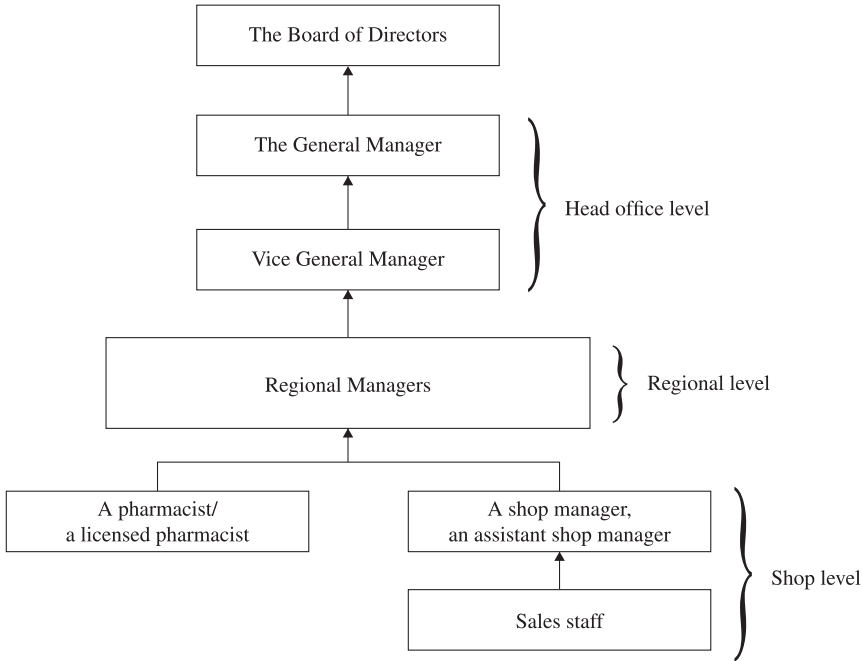 The Board of Directors
The General Manager
Head office level
Vice General Manager
Regional Managers
Regional level
A pharmacist/
a licensed pharmacist
A shop manager,
an assistant shop manager
Shop level
Sales staff